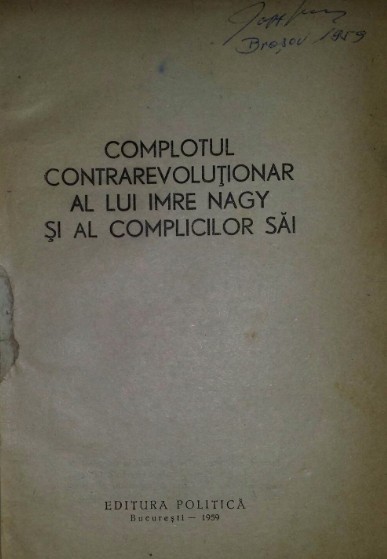 Brașov 1959
COMPLOTUL
CONTRAREVOLUȚIONAR
AL LUI IMRE NAGY
ȘI AL COMPLICILOR SĂI
EDITURA POLITICĂ
București — 1959